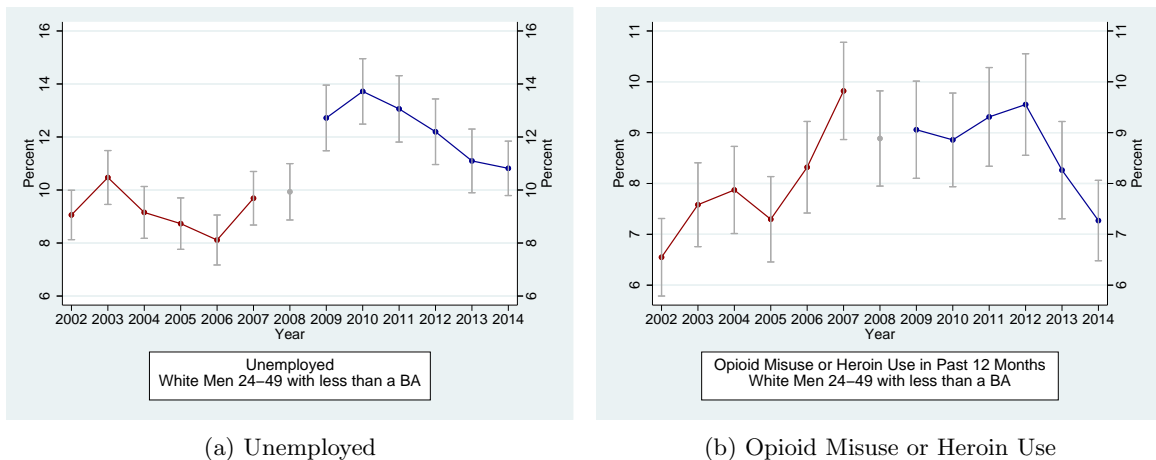 16
14
12
10
8
6
Percent
16
14
12
10
8
6
Percent
2002 2003 2004 2005 2006 2007 2008 2009 2010 2011 2012 2013 2014
Year
Unemployed
White Men 24−49 with less than a BA
(a) Unemployed
11
10
9
8
7
6
Percent
11
10
9
8
7
6
Percent
2002 2003 2004 2005 2006 2007 2008 2009 2010 2011 2012 2013 2014
Year
Opioid Misuse or Heroin Use in Past 12 Months
White Men 24−49 with less than a BA
(b) Opioid Misuse or Heroin Use